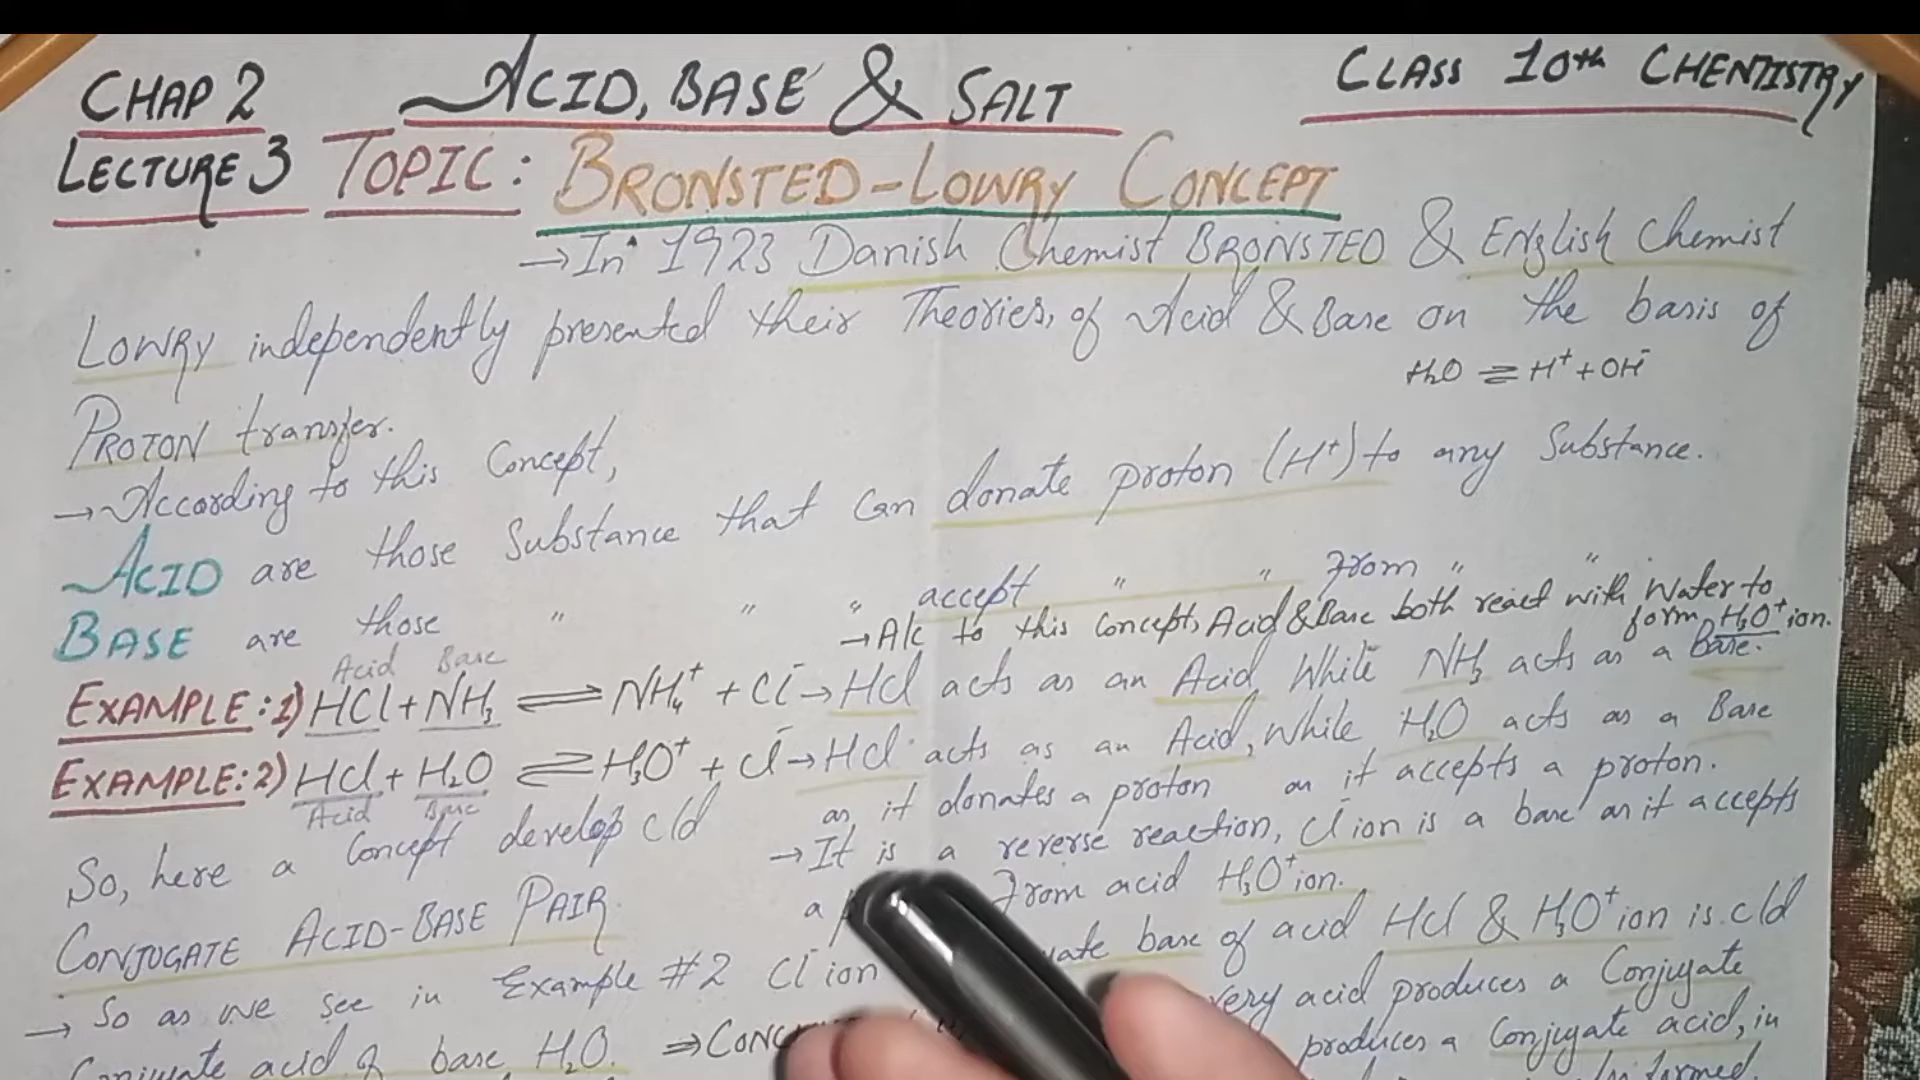 CHAP 2 ACID, BASE & SALT CLASS 10th CHEMISTRY
LECTURE 3 TOPIC: BRONSTED-LOWRY CONCEPT
→ In 1923 Danish Chemist BRONSTED & English Chemist
LOWRY independently presented their Theories, of Acid & Base on the basis of
H2O ⇌ H+ + OH-
PROTON transfer.
→ According to this Concept,
ACID are those Substance that can donate proton (H+) to any Substance.
BASE are those " " " accept " " From " "
→ A/c to this concept, Acid & Base both react with Water to
form H3O+ ion.
Acid Base
EXAMPLE: 1) HCl + NH3 ⇌ NH4+ + Cl- → HCl acts as an Acid While NH3 acts as a Base.
EXAMPLE: 2) HCl + H2O ⇌ H3O+ + Cl- → HCl acts as an Acid, While H2O acts as a Base
Acid Base
as it donates a proton as it accepts a proton.
So, here a Concept develop c/d
CONJUGATE ACID-BASE PAIR.
→ It is a reverse reaction, Cl- ion is a base as it accepts
a From acid H3O+ ion.
→ So as we see in Example #2 Cl- ion base of acid HCl & H3O+ ion is c/d
Conjugate acid of base H2O.
⇒ acid produces a Conjugate
produces a Conjugate acid, in
formed.